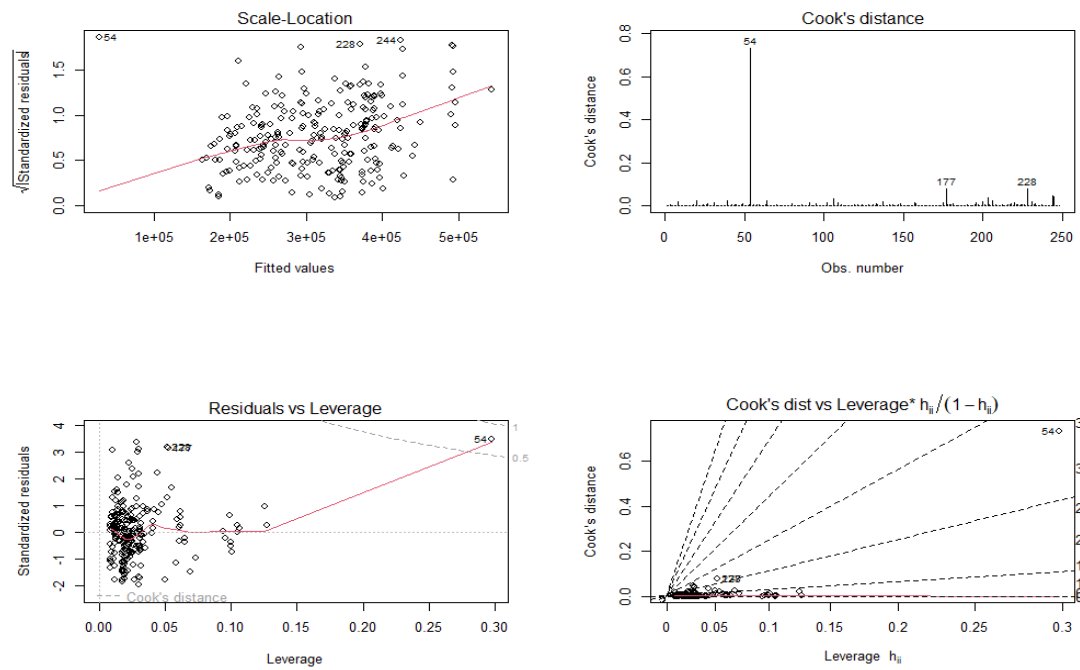 Scale-Location
√|Standardized residuals|
0.0 0.5 1.0 1.5
54
228
244
1e+05 2e+05 3e+05 4e+05 5e+05
Fitted values
Cook's distance
Cook's distance
0.0 0.2 0.4 0.6 0.8
54
177
228
0 50 100 150 200 250
Obs. number
Residuals vs Leverage
Standardized residuals
-2 -1 0 1 2 3 4
54
1
0.5
Cook's distance
0.00 0.05 0.10 0.15 0.20 0.25 0.30
Leverage
Cook's dist vs Leverage* hii/(1 − hii)
Cook's distance
0.0 0.2 0.4 0.6
54
0 0.05 0.1 0.15 0.2 0.3
Leverage hii